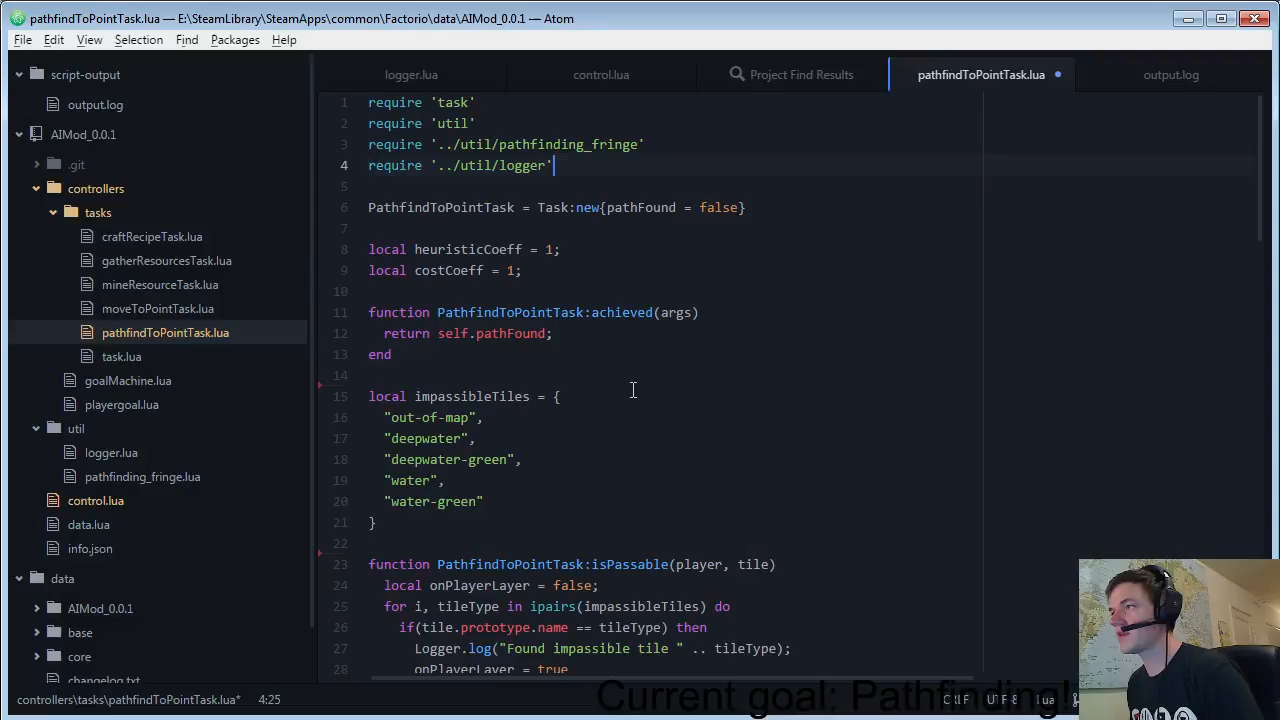 pathfindToPointTask.lua — E:\SteamLibrary\SteamApps\common\Factorio\data\AIMod_0.0.1 — Atom
File Edit View Selection Find Packages Help
script-output
output.log
AIMod_0.0.1
.git
controllers
tasks
craftRecipeTask.lua
gatherResourcesTask.lua
mineResourceTask.lua
moveToPointTask.lua
pathfindToPointTask.lua
task.lua
goalMachine.lua
playergoal.lua
util
logger.lua
pathfinding_fringe.lua
control.lua
data.lua
info.json
data
AIMod_0.0.1
base
core
changelog.txt
logger.lua control.lua Project Find Results pathfindToPointTask.lua output.log
1 require 'task'
2 require 'util'
3 require '../util/pathfinding_fringe'
4 require '../util/logger'
5
6 PathfindToPointTask = Task:new{pathFound = false}
7
8 local heuristicCoeff = 1;
9 local costCoeff = 1;
10
11 function PathfindToPointTask:achieved(args)
12 return self.pathFound;
13 end
14
15 local impassibleTiles = {
16 "out-of-map",
17 "deepwater",
18 "deepwater-green",
19 "water",
20 "water-green"
21 }
22
23 function PathfindToPointTask:isPassable(player, tile)
24 local onPlayerLayer = false;
25 for i, tileType in ipairs(impassibleTiles) do
26 if(tile.prototype.name == tileType) then
27 Logger.log("Found impassible tile " .. tileType);
28 onPlayerLayer = true
controllers\tasks\pathfindToPointTask.lua* 4:25 CRLF UTF-8 Lua
Current goal: Pathfinding!